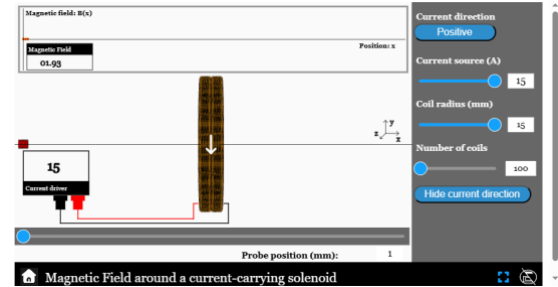 Magnetic field: B(x)
Magnetic Field
01.93
Position: x
15
Current driver
y
z
x
Probe position (mm): 1
Current direction
Positive
Current source (A)
15
Coil radius (mm)
15
Number of coils
100
Hide current direction
Magnetic Field around a current-carrying solenoid